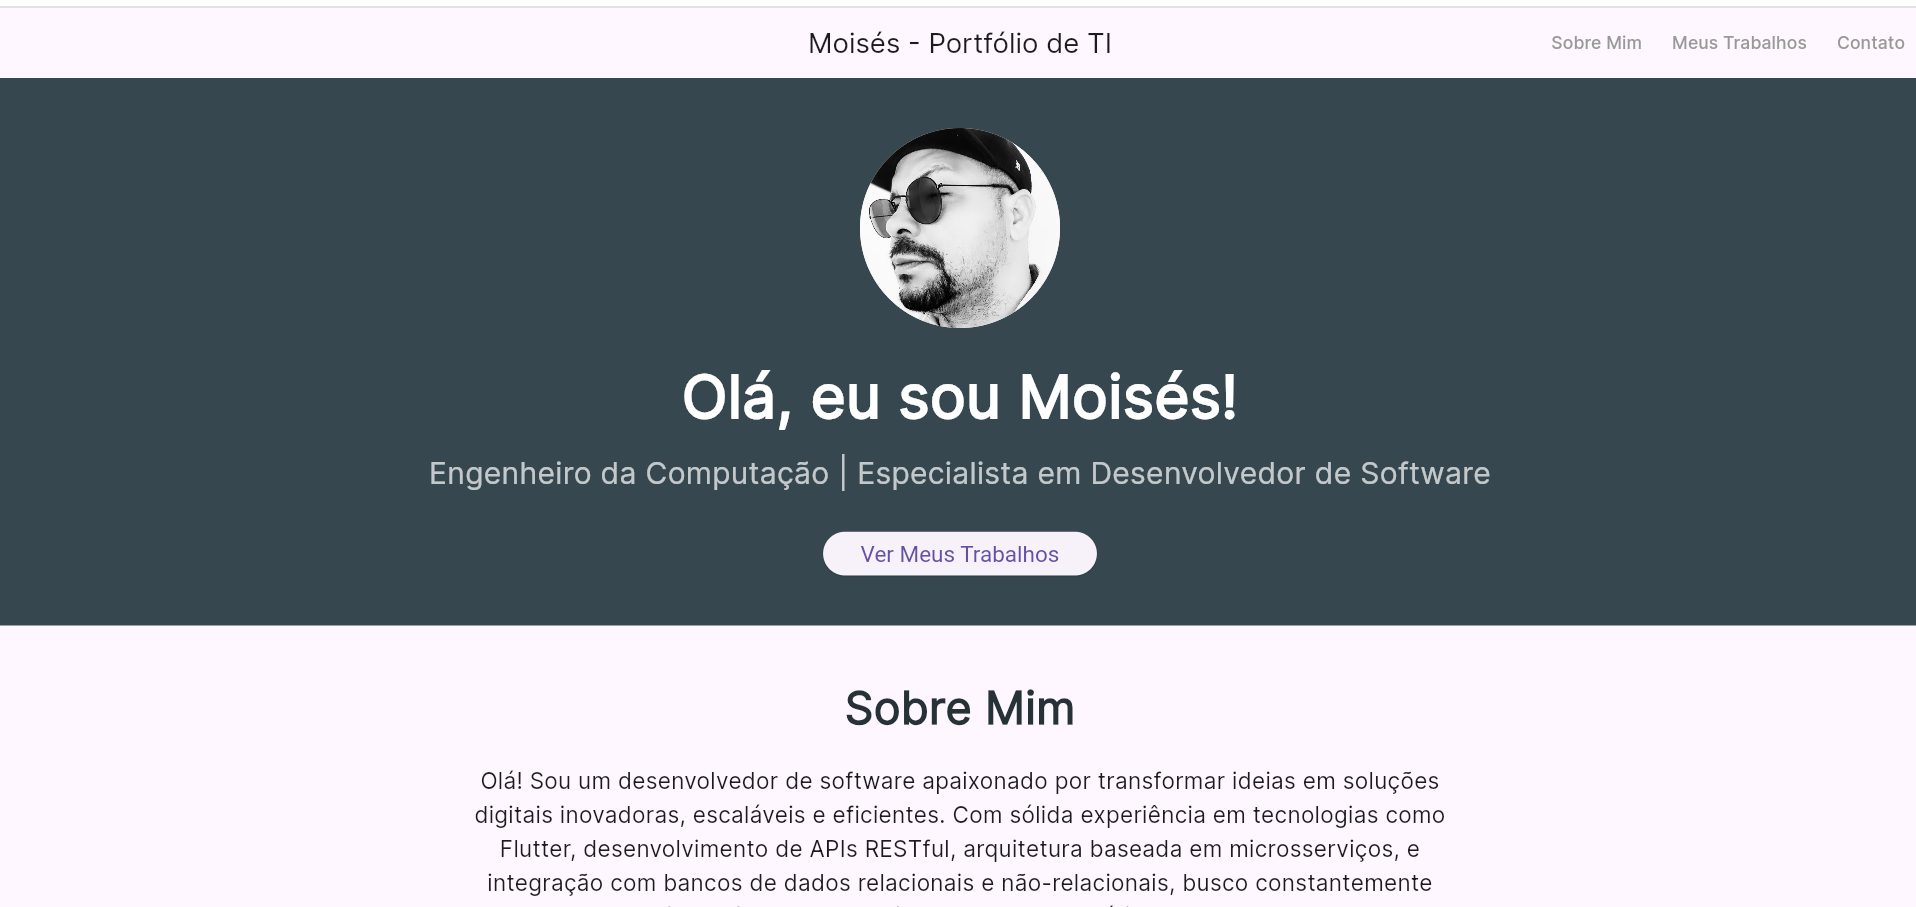 Moisés - Portfólio de TI
Sobre Mim
Meus Trabalhos
Contato
Olá, eu sou Moisés!
Engenheiro da Computação | Especialista em Desenvolvedor de Software
Ver Meus Trabalhos
Sobre Mim
Olá! Sou um desenvolvedor de software apaixonado por transformar ideias em soluções
digitais inovadoras, escaláveis e eficientes. Com sólida experiência em tecnologias como
Flutter, desenvolvimento de APIs RESTful, arquitetura baseada em microsserviços, e
integração com bancos de dados relacionais e não-relacionais, busco constantemente